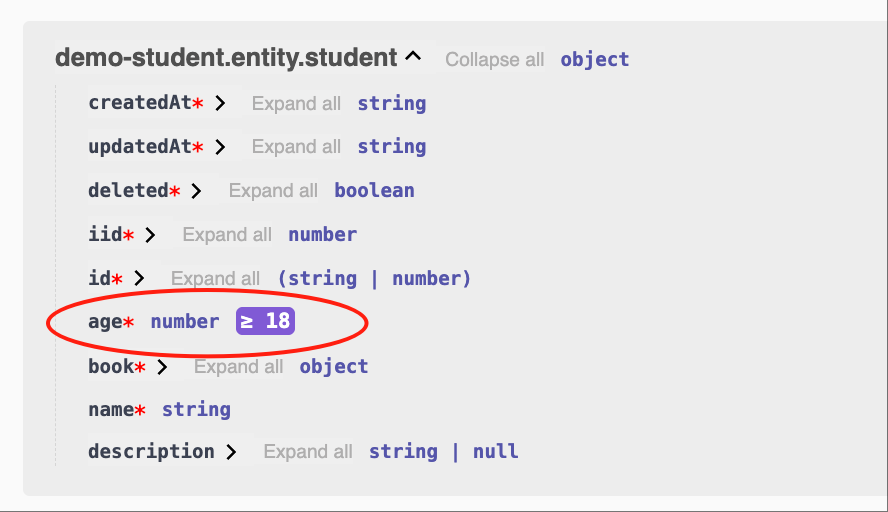 demo-student.entity.student Collapse all object
createdAt* Expand all string
updatedAt* Expand all string
deleted* Expand all boolean
iid* Expand all number
id* Expand all (string | number)
age* number ≥ 18
book* Expand all object
name* string
description Expand all string | null